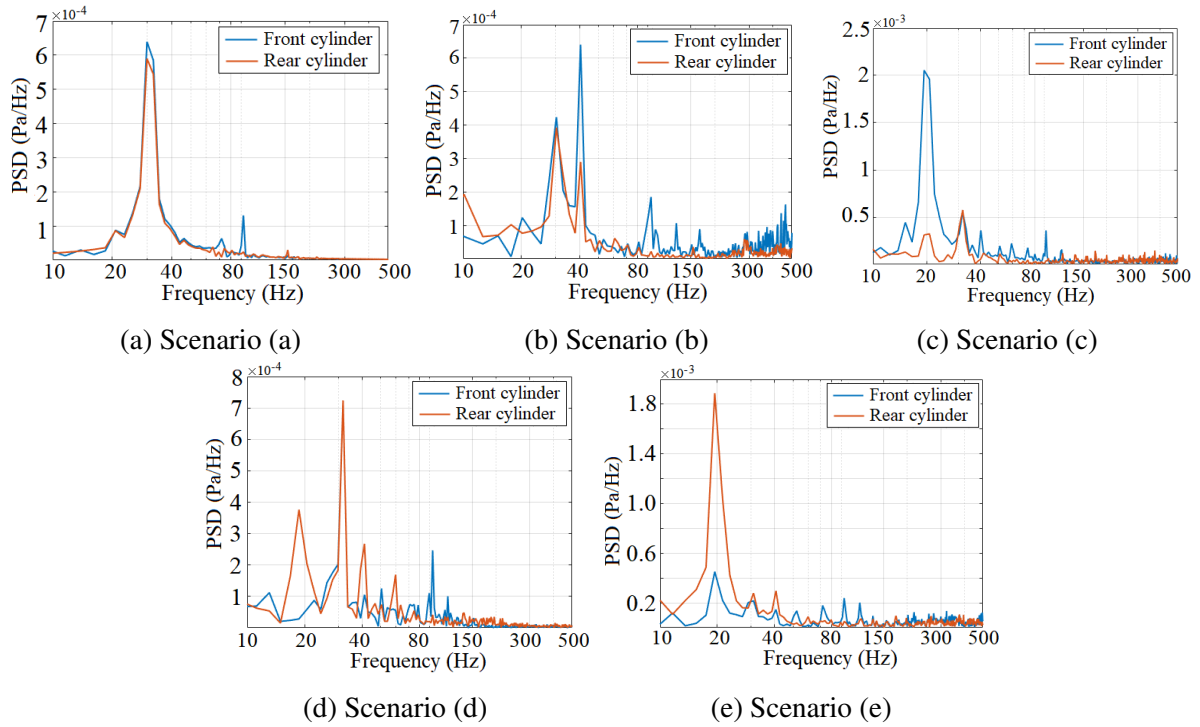 ×10⁻⁴
7
6
5
4
3
2
1
PSD (Pa/Hz)
Front cylinder
Rear cylinder
10 20 40 80 150 300 500
Frequency (Hz)
(a) Scenario (a)
×10⁻⁴
7
6
5
4
3
2
1
PSD (Pa/Hz)
Front cylinder
Rear cylinder
10 20 40 80 150 300 500
Frequency (Hz)
(b) Scenario (b)
×10⁻³
2.5
2
1.5
1
0.5
PSD (Pa/Hz)
Front cylinder
Rear cylinder
10 20 40 80 150 300 500
Frequency (Hz)
(c) Scenario (c)
×10⁻⁴
8
7
6
5
4
3
2
1
PSD (Pa/Hz)
Front cylinder
Rear cylinder
10 20 40 80 150 300 500
Frequency (Hz)
(d) Scenario (d)
×10⁻³
1.8
1.4
1.0
0.6
0.2
PSD (Pa/Hz)
Front cylinder
Rear cylinder
10 20 40 80 150 300 500
Frequency (Hz)
(e) Scenario (e)